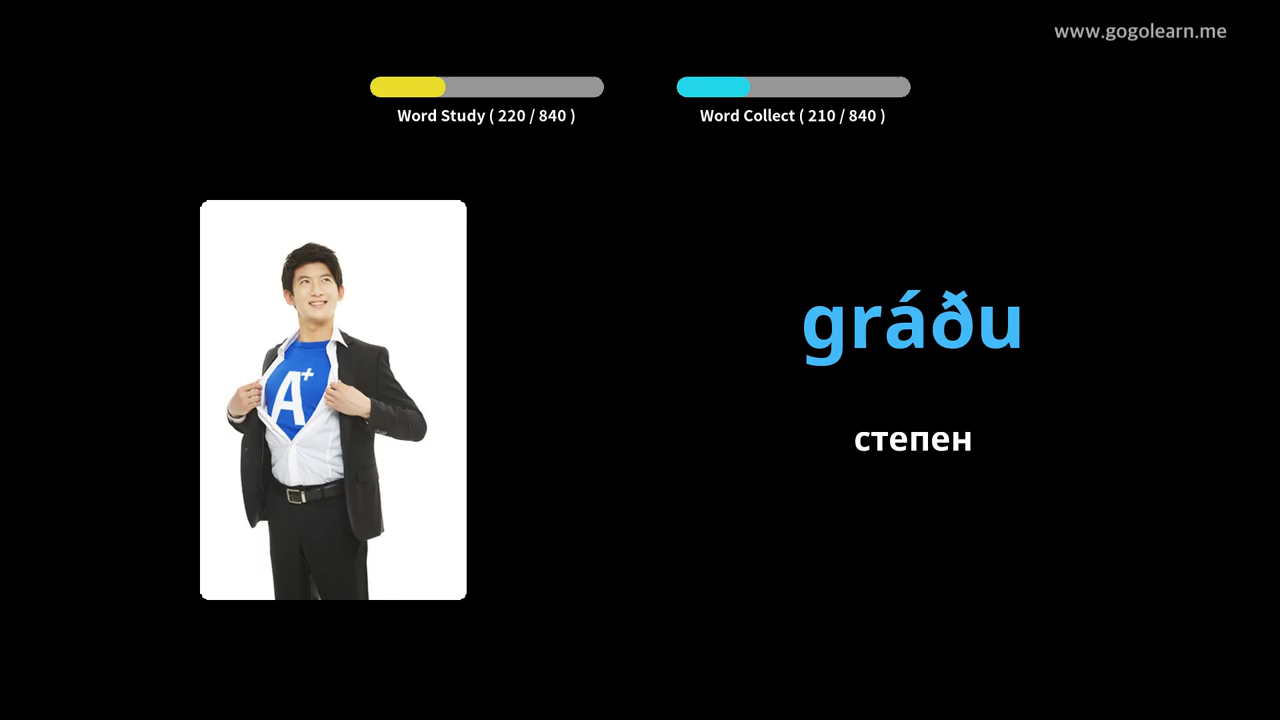 www.gogolearn.me
Word Study ( 220 / 840 )
Word Collect ( 210 / 840 )
A+
gráðu
степен